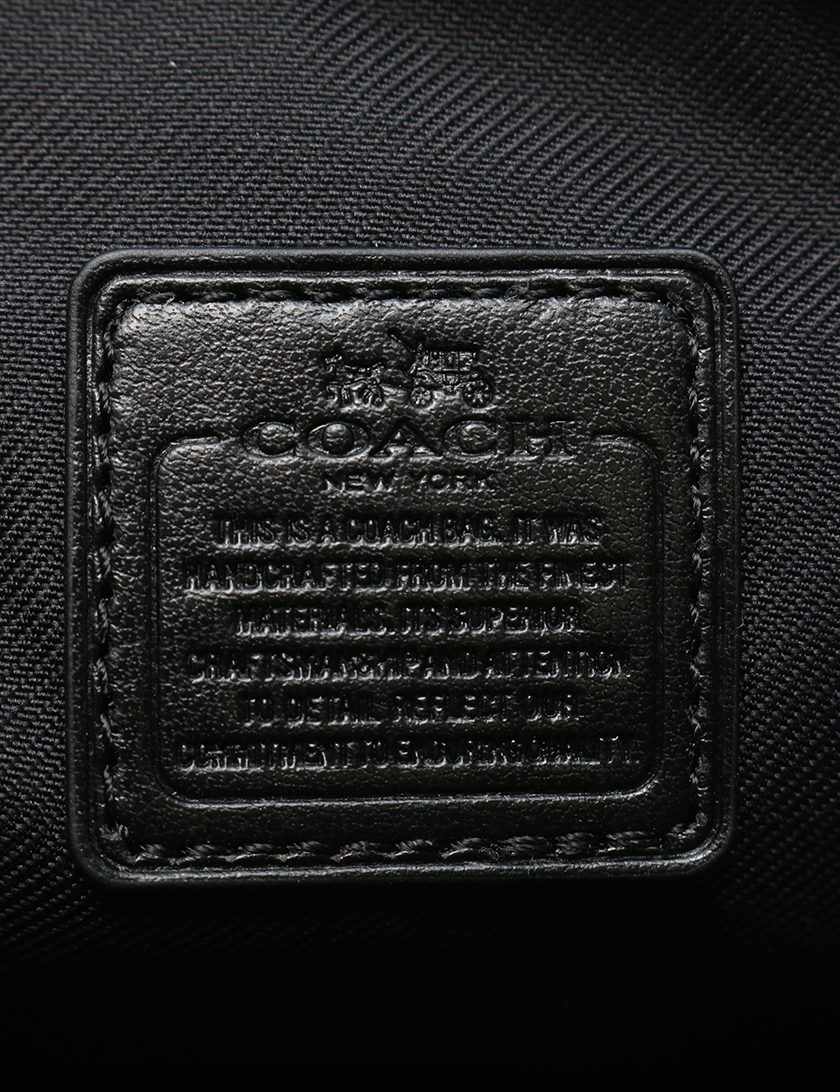 COACH
NEW YORK
THIS IS A COACH BAG. IT WAS
HANDCRAFTED FROM THE FINEST
MATERIALS. ITS SUPERIOR
CRAFTSMANSHIP AND ATTENTION
TO DETAIL REFLECT OUR
COMMITMENT TO ENDURING QUALITY.